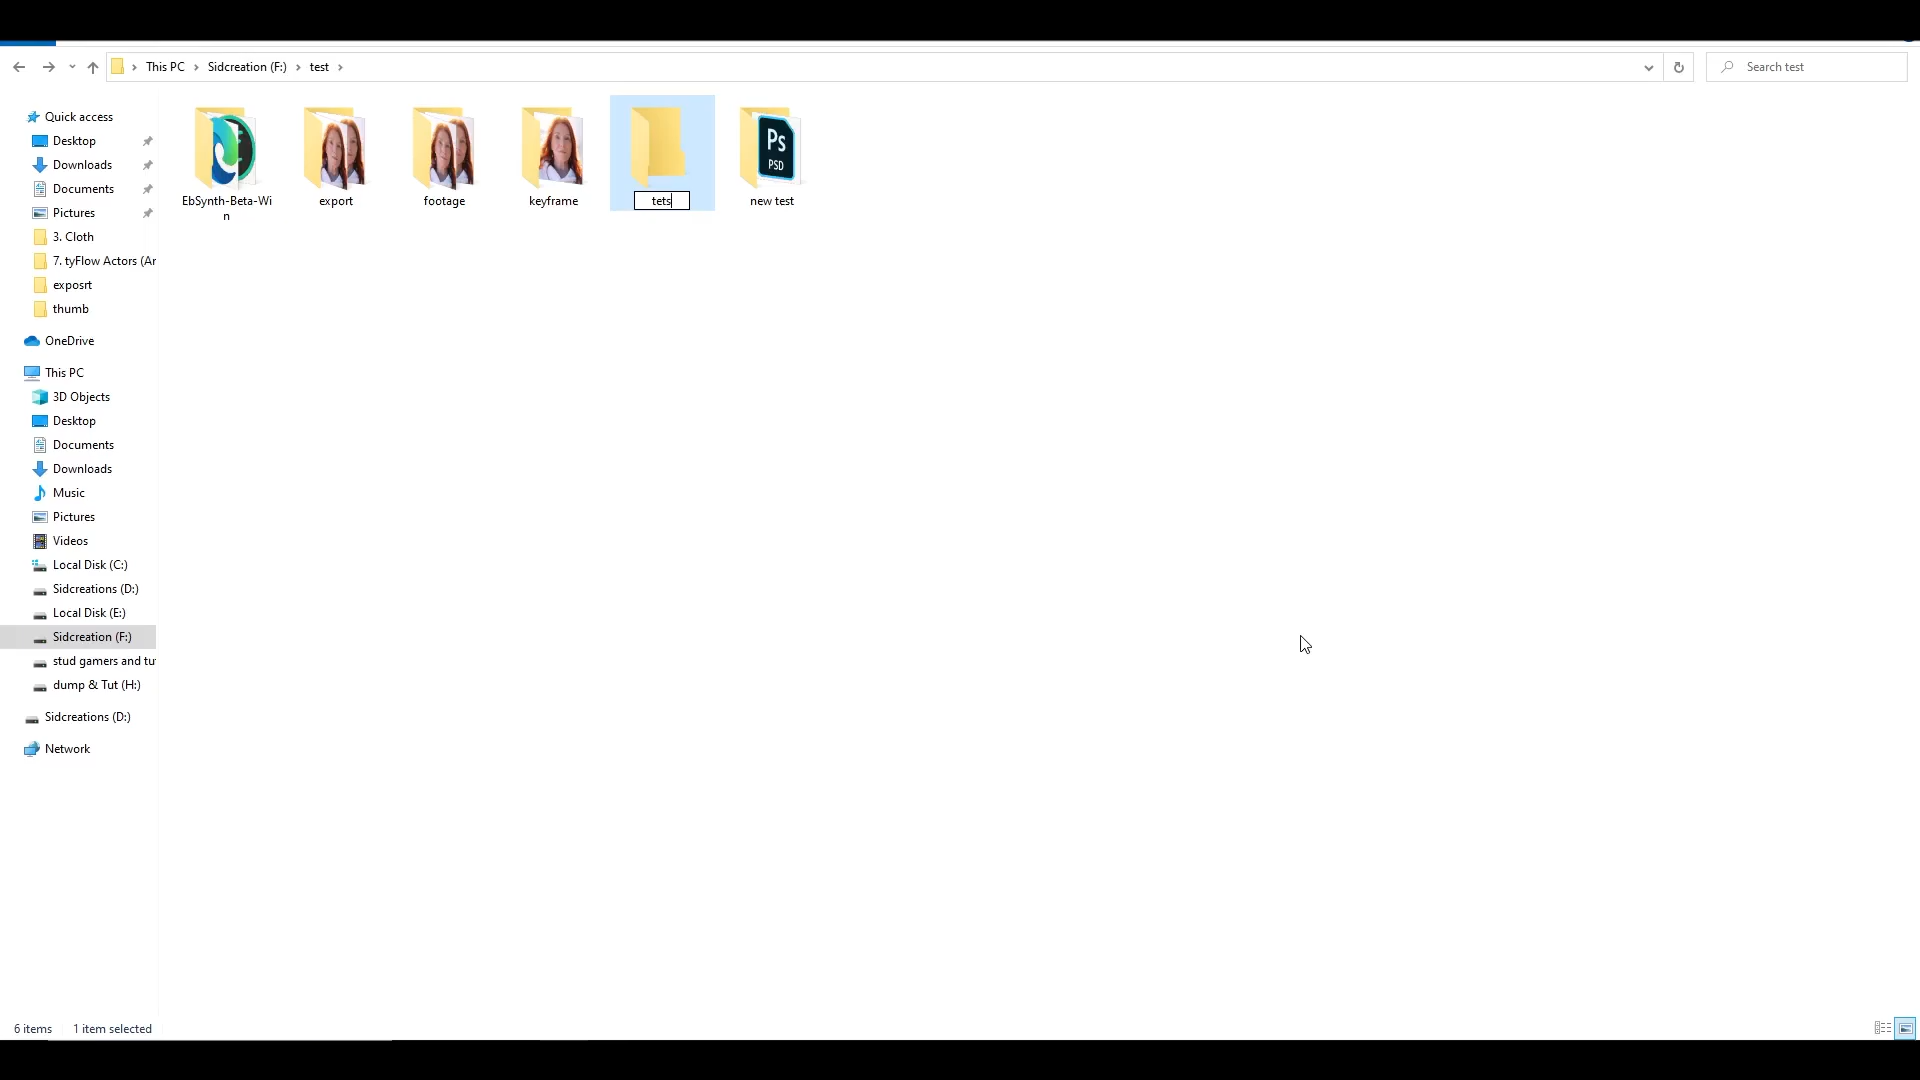 This PC
Sidcreation (F:)
test
Search test
Quick access
Desktop
Downloads
Documents
Pictures
3. Cloth
7. tyFlow Actors (Ar
exposrt
thumb
OneDrive
This PC
3D Objects
Desktop
Documents
Downloads
Music
Pictures
Videos
Local Disk (C:)
Sidcreations (D:)
Local Disk (E:)
Sidcreation (F:)
stud gamers and tut
dump & Tut (H:)
Sidcreations (D:)
Network
EbSynth-Beta-Wi
n
export
footage
keyframe
tets
Ps
PSD
new test
6 items
1 item selected